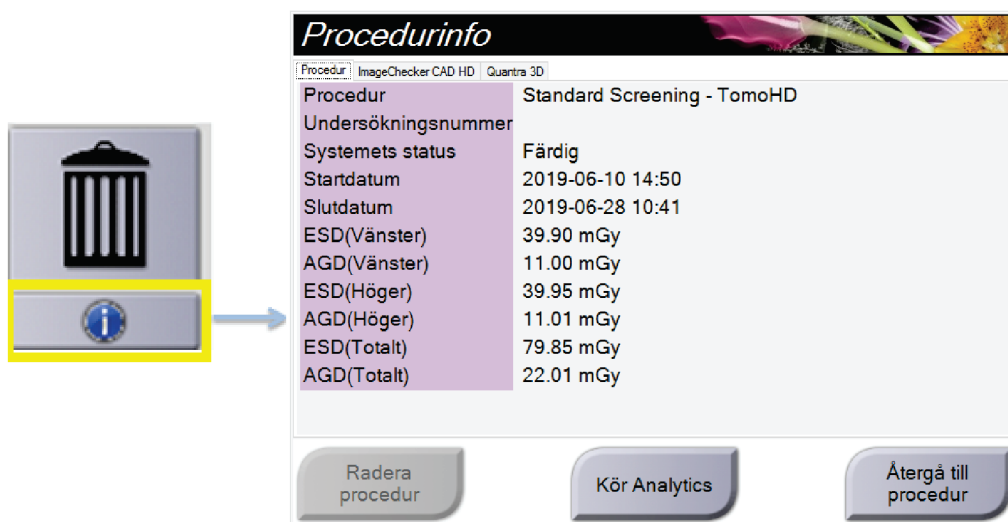 Procedurinfo
Procedur ImageChecker CAD HD Quantra 3D
Procedur Standard Screening - TomoHD
Undersökningsnummer
Systemets status Färdig
Startdatum 2019-06-10 14:50
Slutdatum 2019-06-28 10:41
ESD(Vänster) 39.90 mGy
AGD(Vänster) 11.00 mGy
ESD(Höger) 39.95 mGy
AGD(Höger) 11.01 mGy
ESD(Totalt) 79.85 mGy
AGD(Totalt) 22.01 mGy
Radera
procedur
Kör Analytics
Återgå till
procedur